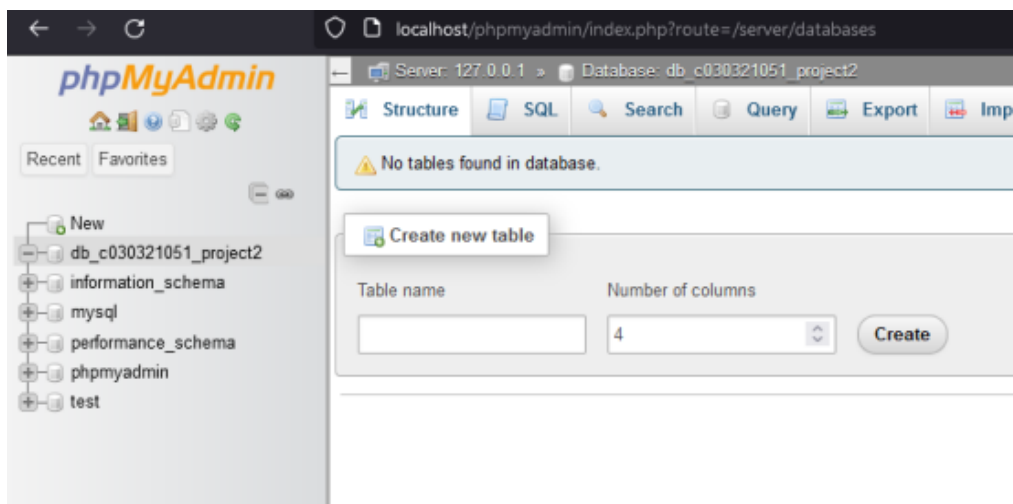 localhost/phpmyadmin/index.php?route=/server/databases
phpMyAdmin
Recent Favorites
New
db_c030321051_project2
information_schema
mysql
performance_schema
phpmyadmin
test
Server: 127.0.0.1 » Database: db_c030321051_project2
Structure SQL Search Query Export Imp
No tables found in database.
Create new table
Table name Number of columns
4 Create